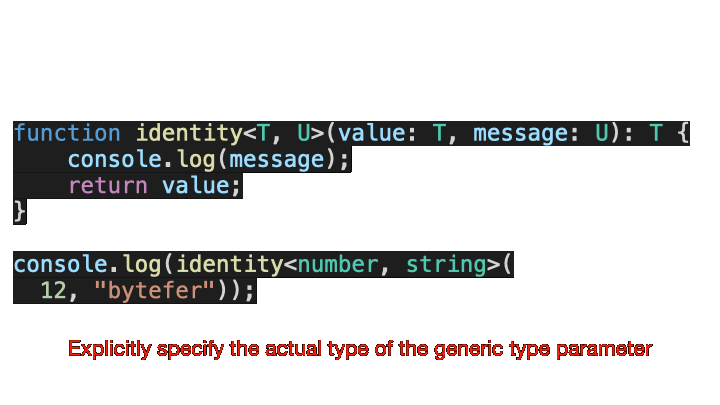 function identity<T, U>(value: T, message: U): T {
    console.log(message);
    return value;
}
console.log(identity<number, string>(
  12, "bytefer"));
Explicitly specify the actual type of the generic type parameter